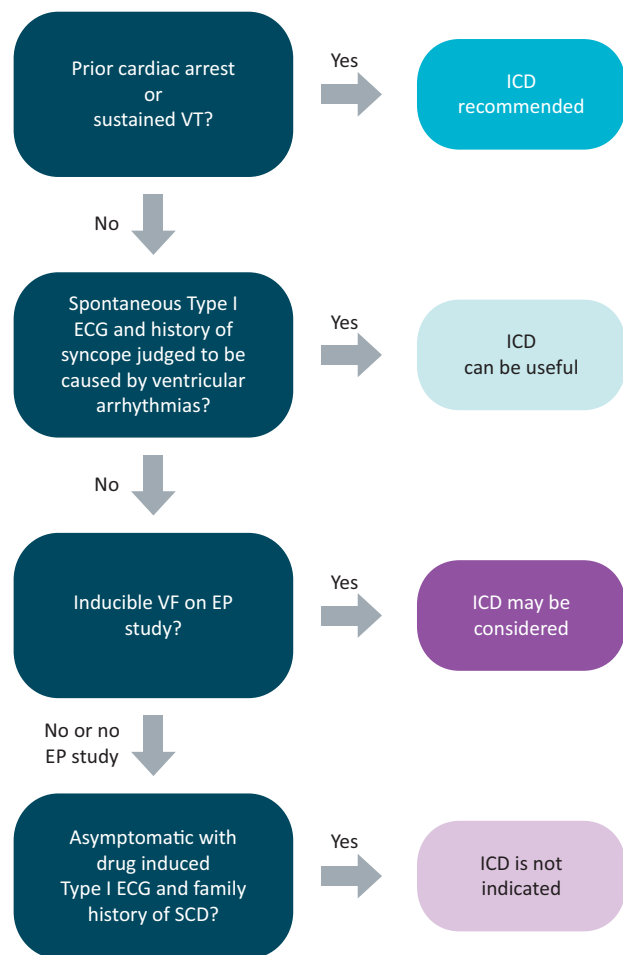 Prior cardiac arrest
or
sustained VT?
Yes
ICD
recommended
No
Spontaneous Type I
ECG and history of
syncope judged to be
caused by ventricular
arrhythmias?
Yes
ICD
can be useful
No
Inducible VF on EP
study?
Yes
ICD may be
considered
No or no
EP study
Asymptomatic with
drug induced
Type I ECG and family
history of SCD?
Yes
ICD is not
indicated